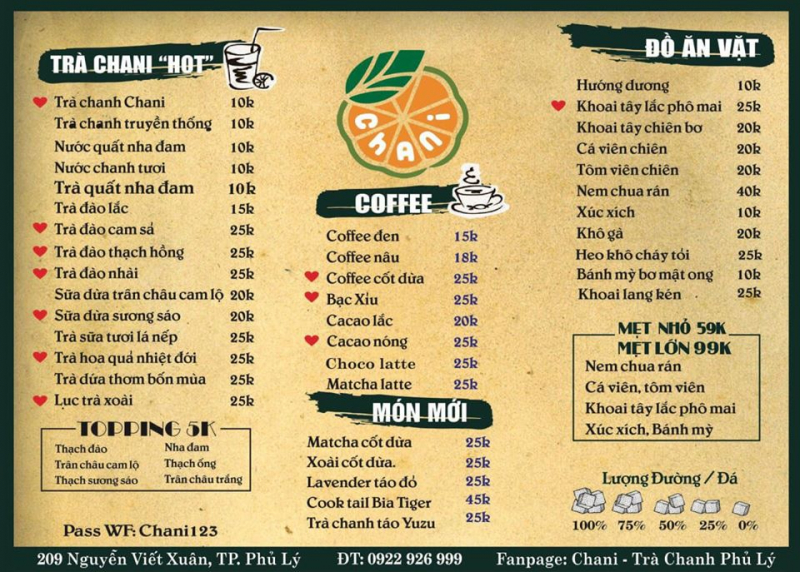 TRÀ CHANI "HOT"
Trà chanh Chani 10k
Trà chanh truyền thống 10k
Nước quất nha đam 10k
Nước chanh tươi 10k
Trà quất nha đam 10k
Trà đào lắc 15k
Trà đào cam sả 25k
Trà đào thạch hồng 25k
Trà đào nhài 25k
Sữa dừa trân châu cam lộ 20k
Sữa dừa sương sáo 20k
Trà sữa tươi lá nếp 25k
Trà hoa quả nhiệt đới 25k
Trà dứa thơm bốn mùa 25k
Lục trà xoài 25k
TOPPING 5K
Thạch đào Nha đam
Trân châu cam lộ Thạch ống
Thạch sương sáo Trân châu trắng
Pass WF: Chani123
chani
COFFEE
Coffee đen 15k
Coffee nâu 18k
Coffee cốt dừa 25k
Bạc Xỉu 25k
Cacao lắc 20k
Cacao nóng 25k
Choco latte 25k
Matcha latte 25k
MÓN MỚI
Matcha cốt dừa 25k
Xoài cốt dừa. 25k
Lavender táo đỏ 25k
Cook tail Bia Tiger 45k
Trà chanh táo Yuzu 25k
ĐỒ ĂN VẶT
Hướng dương 10k
Khoai tây lắc phô mai 25k
Khoai tây chiên bơ 20k
Cá viên chiên 20k
Tôm viên chiên 20k
Nem chua rán 40k
Xúc xích 10k
Khô gà 20k
Heo khô cháy tỏi 25k
Bánh mỳ bơ mật ong 10k
Khoai lang kén 25k
MẸT NHỎ 59K
MẸT LỚN 99K
Nem chua rán
Cá viên, tôm viên
Khoai tây lắc phô mai
Xúc xích, Bánh mỳ
Lượng Đường / Đá
100% 75% 50% 25% 0%
209 Nguyễn Viết Xuân, TP. Phủ Lý ĐT: 0922 926 999 Fanpage: Chani - Trà Chanh Phủ Lý